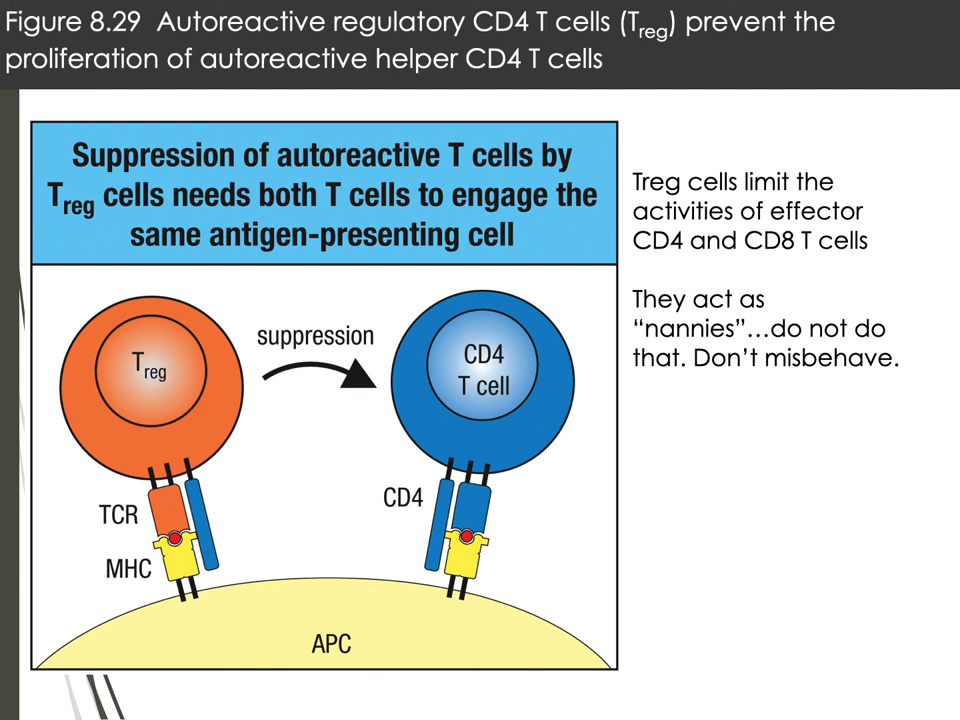 Figure 8.29 Autoreactive regulatory CD4 T cells (Treg) prevent the
proliferation of autoreactive helper CD4 T cells
Suppression of autoreactive T cells by
Treg cells needs both T cells to engage the
same antigen-presenting cell
Treg cells limit the
activities of effector
CD4 and CD8 T cells
They act as
“nannies”…do not do
that. Don’t misbehave.
suppression
Treg
CD4
T cell
TCR
CD4
MHC
APC